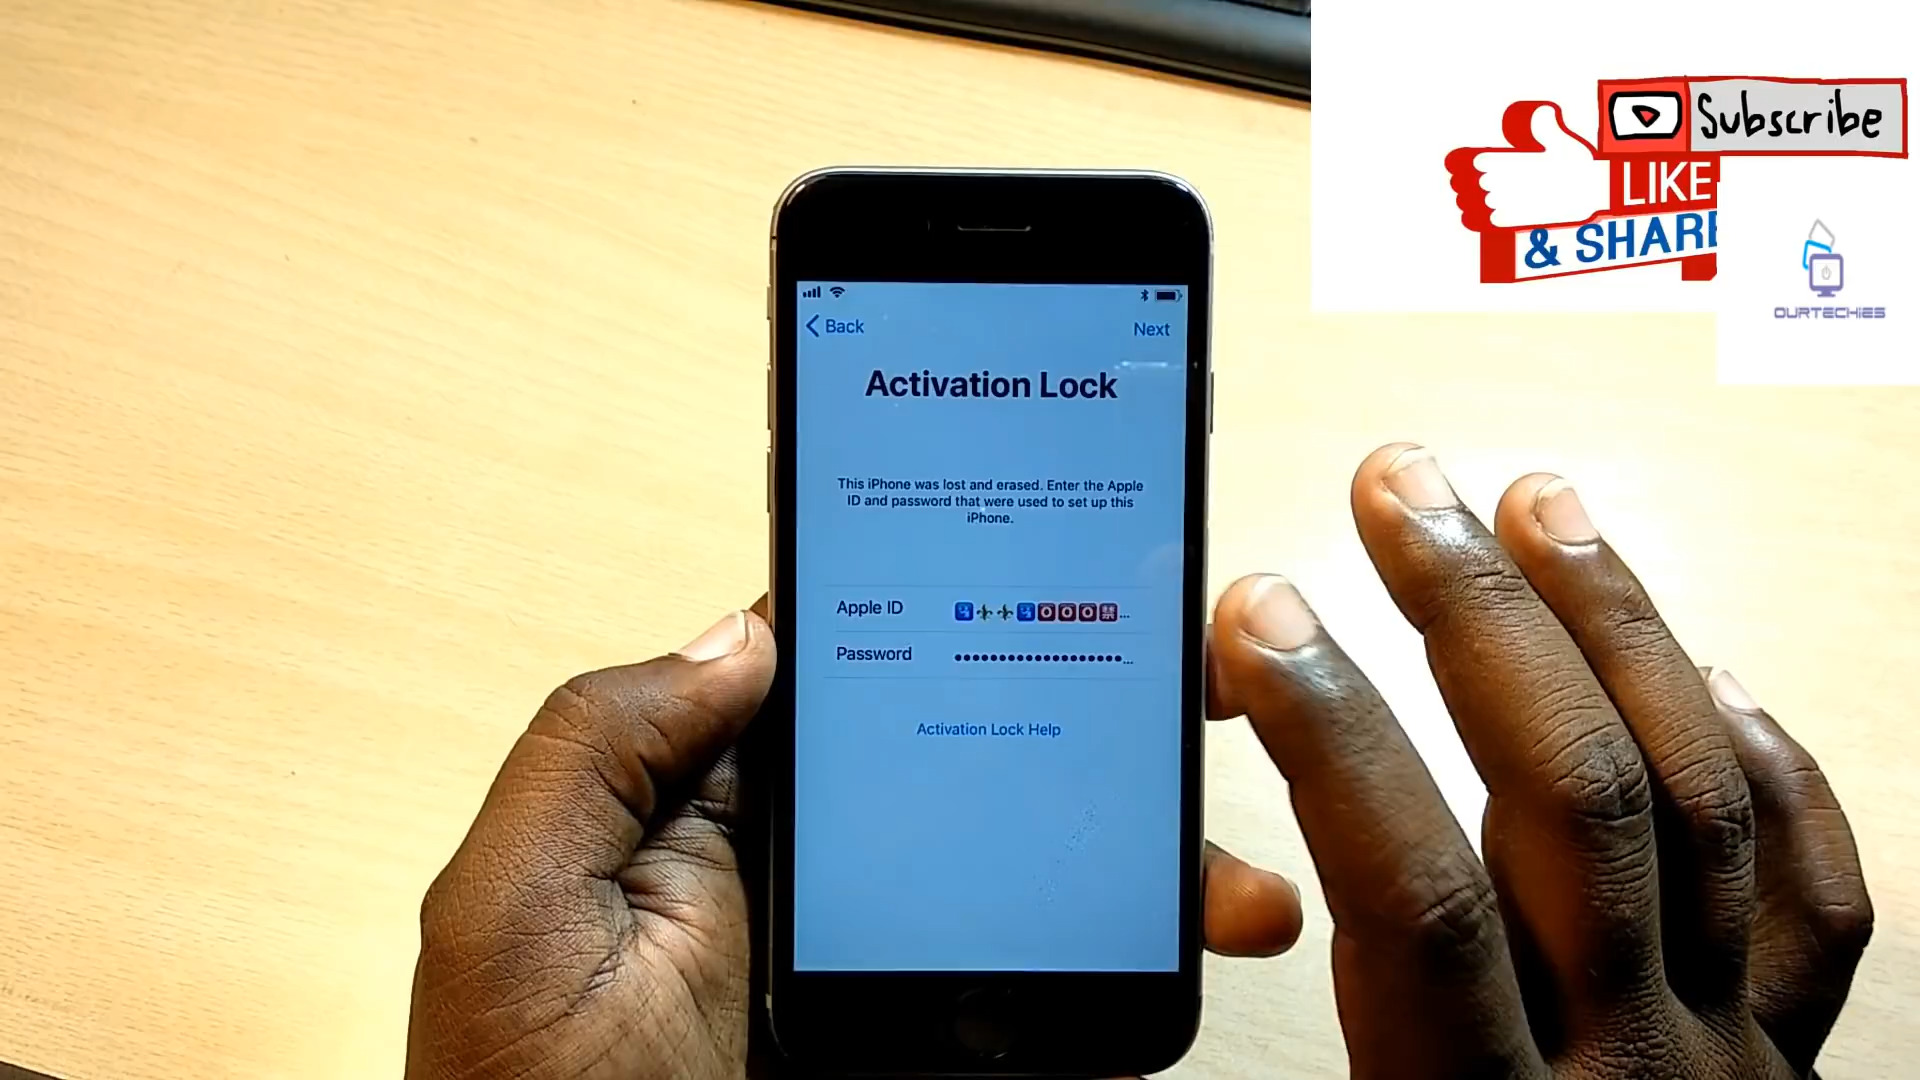 Subscribe
LIKE
& SHARE
OURTECHIES
Back
Next
Activation Lock
This iPhone was lost and erased. Enter the Apple
ID and password that were used to set up this
iPhone.
Apple ID
Password
Activation Lock Help